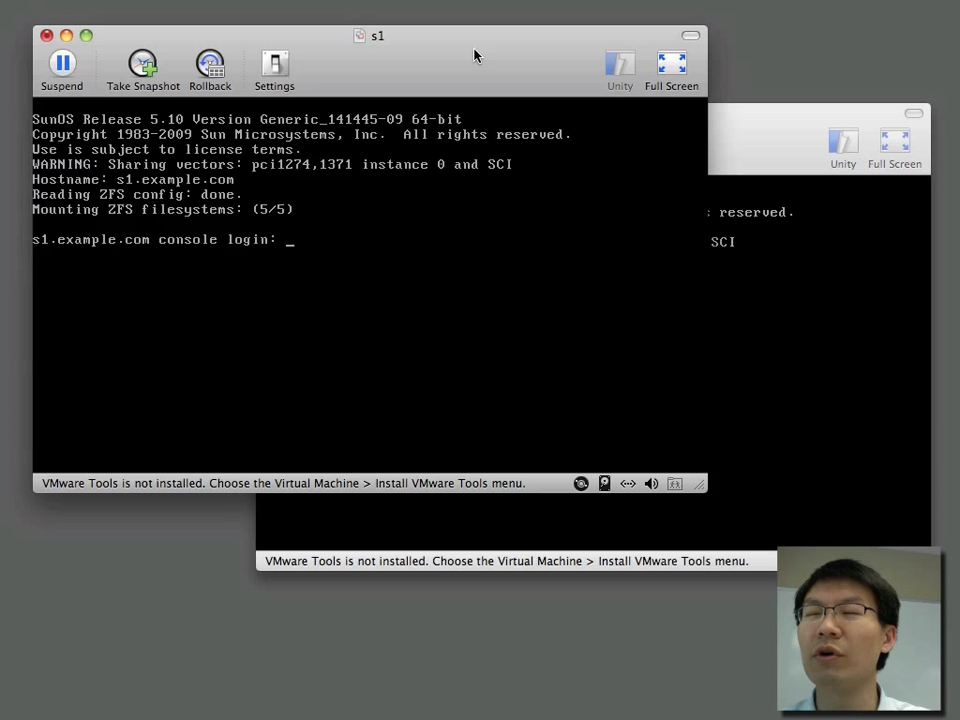 s1
Suspend
Take Snapshot
Rollback
Settings
Unity
Full Screen
SunOS Release 5.10 Version Generic_141445-09 64-bit
Copyright 1983-2009 Sun Microsystems, Inc.  All rights reserved.
Use is subject to license terms.
WARNING: Sharing vectors: pci1274,1371 instance 0 and SCI
Hostname: s1.example.com
Reading ZFS config: done.
Mounting ZFS filesystems: (5/5)
s1.example.com console login: _
VMware Tools is not installed. Choose the Virtual Machine > Install VMware Tools menu.
Unity
Full Screen
reserved.
SCI
VMware Tools is not installed. Choose the Virtual Machine > Install VMware Tools menu.